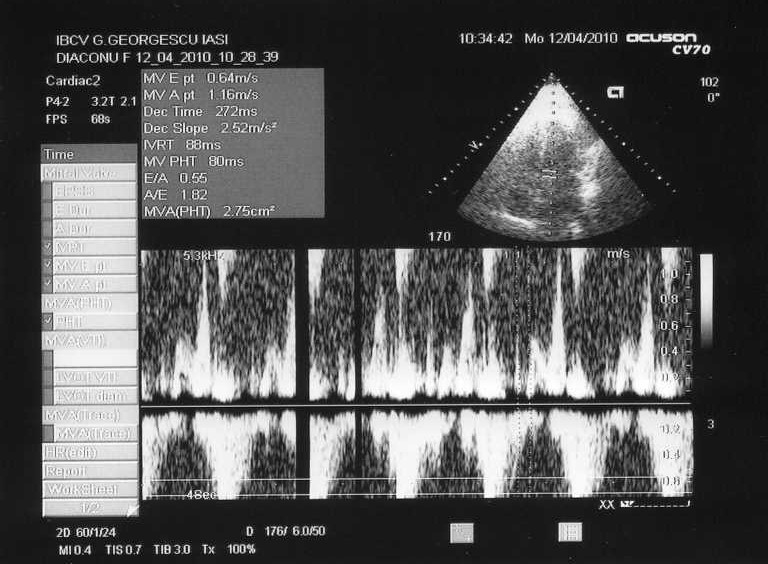 IBCV G.GEORGESCU IASI
10:34:42 Mo 12/04/2010 acuson
DIACONU F 12_04_2010_10_28_39
CV70
Cardiac2
P4-2 3.2T 2.1
FPS 68s
MV E pt 0.64m/s
MV A pt 1.16m/s
Dec Time 272ms
Dec Slope 2.52m/s²
IVRT 88ms
MV PHT 80ms
E/A 0.55
A/E 1.82
MVA(PHT) 2.75cm²
102
0°
V
170
Time
Mitral Valve
E Dur
A Dur
IVRT
MV E pt
MV A pt
MVA(PHT)
PHT
MVA(VTI)
LVOT VTI
LVOT diam
MVA(Trace)
MVA(Trace)
HR(edit)
Report
WorkSheet
1/2
5.3kHz
m/s
1.0
0.8
0.6
0.4
0.2
0.4
0.8
3
.48sec
XX
2D 60/1/24
D 176/ 6.0/50
MI 0.4 TIS 0.7 TIB 3.0 Tx 100%